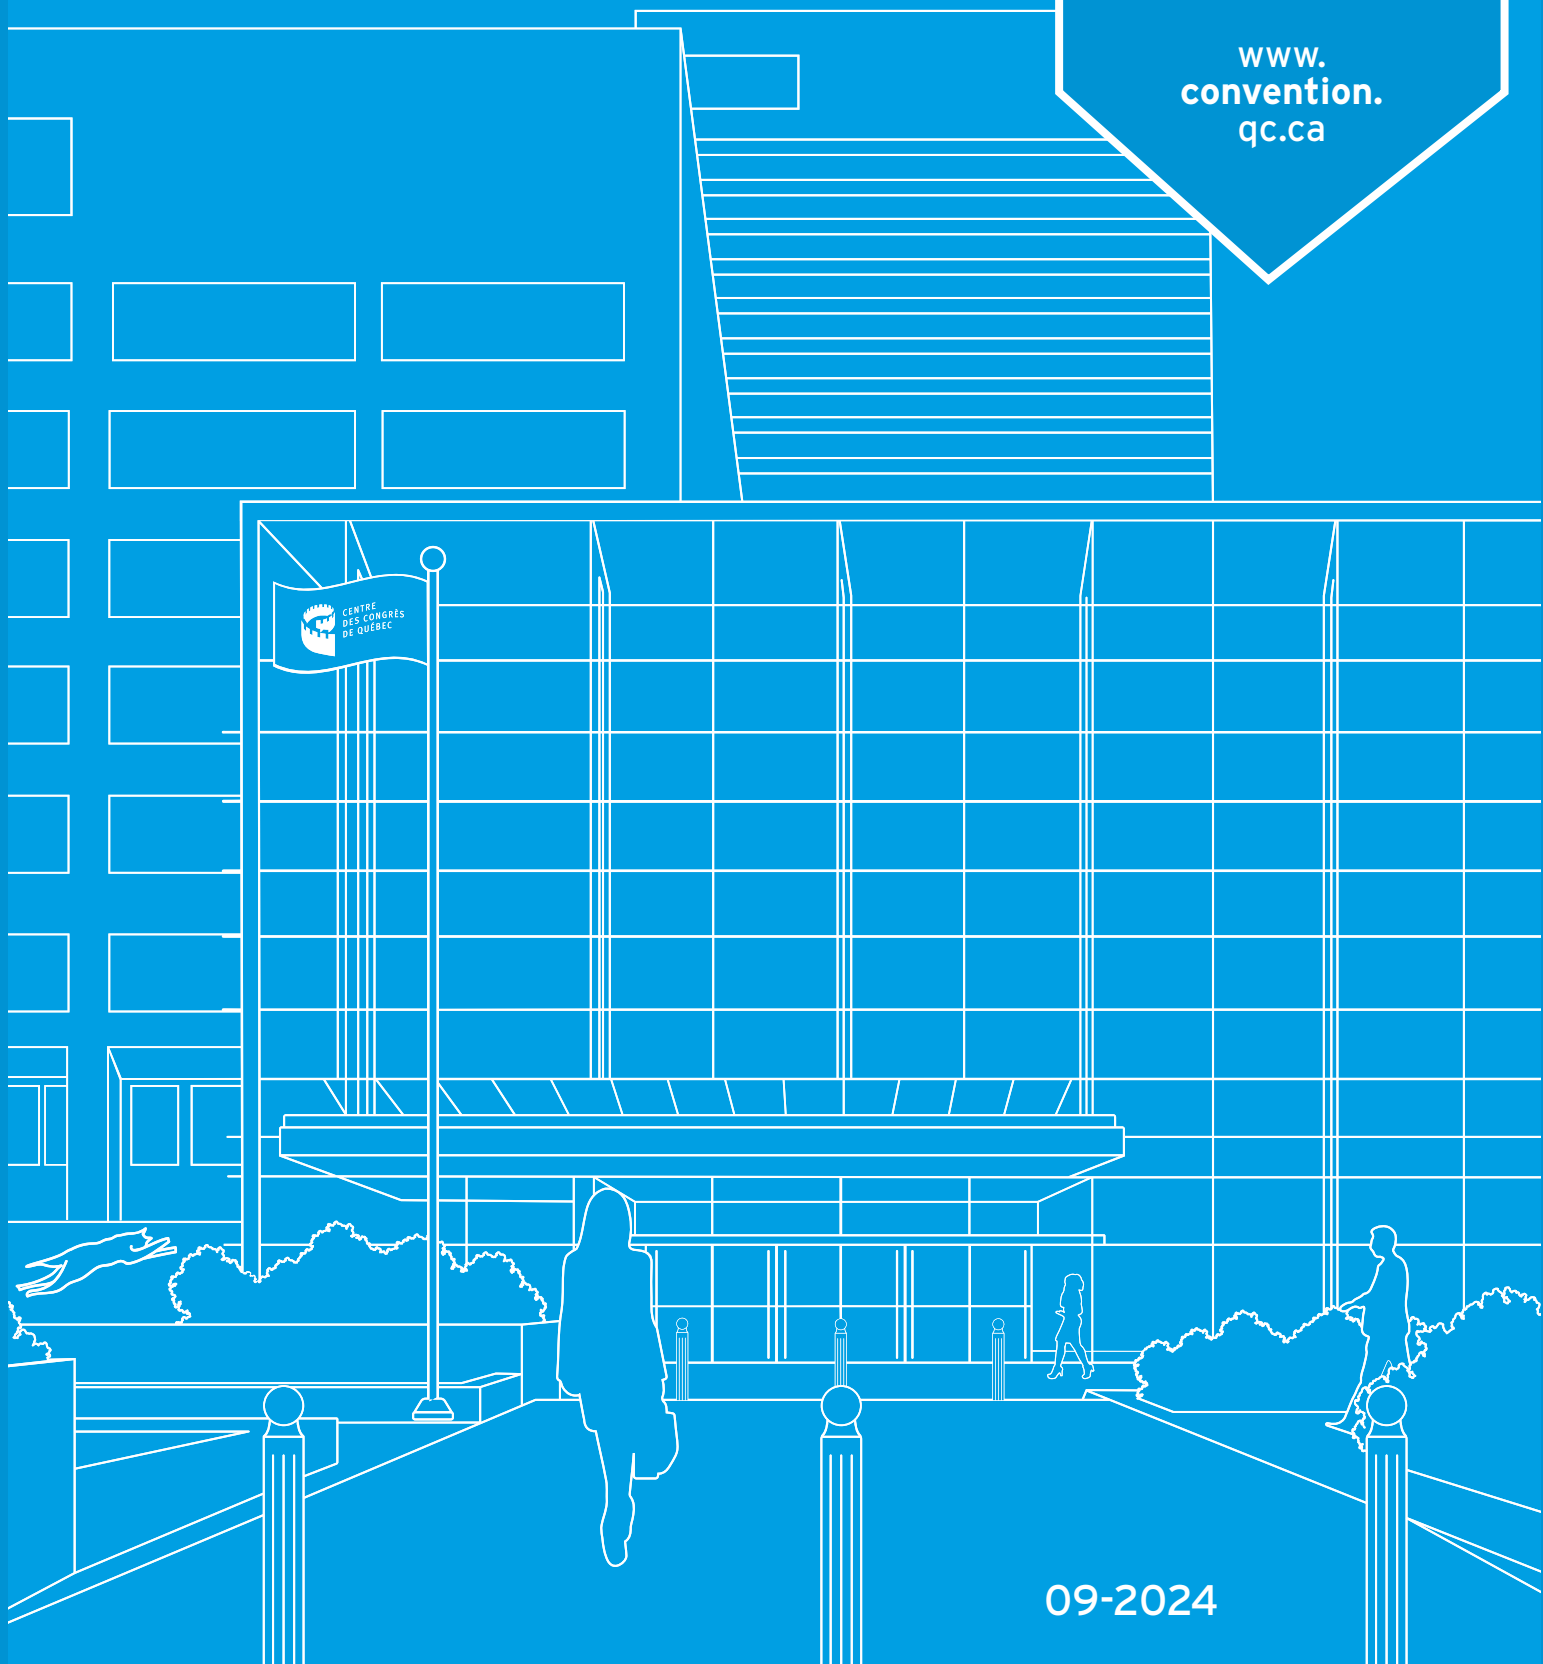 www.
convention.
qc.ca
CENTRE
DES CONGRÈS
DE QUÉBEC
09-2024